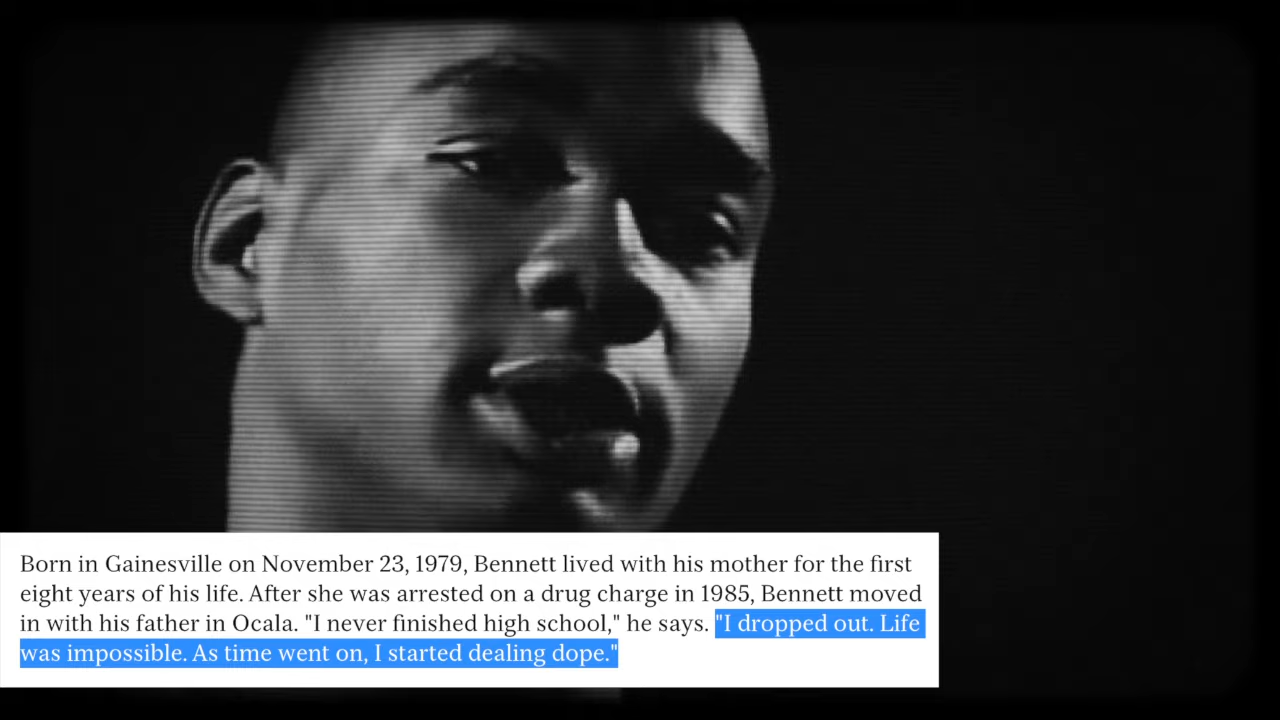 Born in Gainesville on November 23, 1979, Bennett lived with his mother for the first
eight years of his life. After she was arrested on a drug charge in 1985, Bennett moved
in with his father in Ocala. "I never finished high school," he says. "I dropped out. Life
was impossible. As time went on, I started dealing dope."